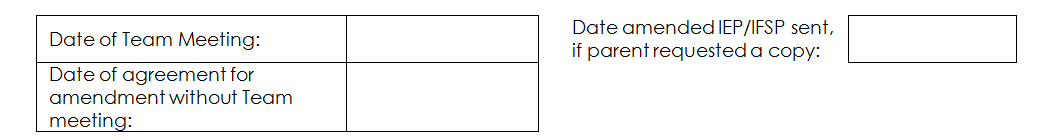 Date of Team Meeting:
Date of agreement for
amendment without Team
meeting:
Date amended IEP/IFSP sent,
if parent requested a copy: